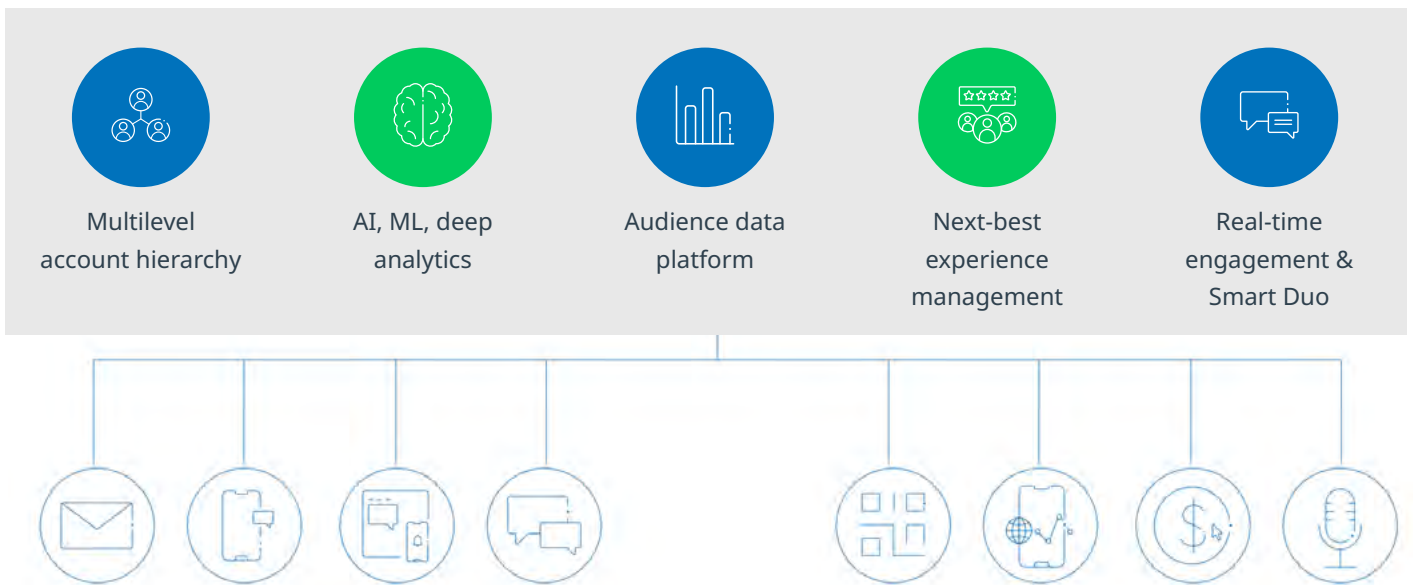 Multilevel
account hierarchy
AI, ML, deep
analytics
Audience data
platform
Next-best
experience
management
Real-time
engagement &
Smart Duo